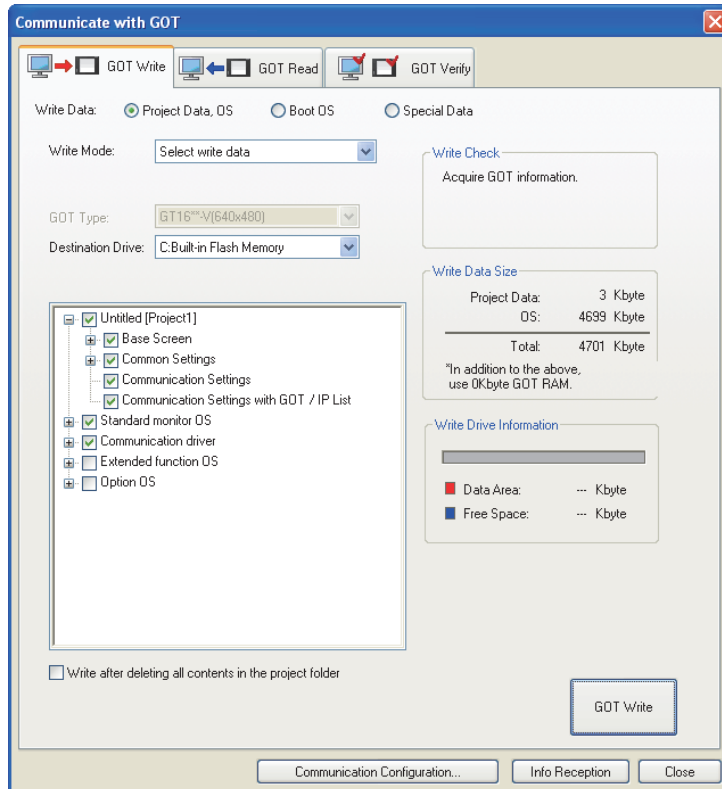 Communicate with GOT
GOT Write
GOT Read
GOT Verify
Write Data:
Project Data, OS
Boot OS
Special Data
Write Mode:
Select write data
GOT Type:
GT16**-V(640x480)
Destination Drive:
C:Built-in Flash Memory
Untitled [Project1]
Base Screen
Common Settings
Communication Settings
Communication Settings with GOT / IP List
Standard monitor OS
Communication driver
Extended function OS
Option OS
Write after deleting all contents in the project folder
Write Check
Acquire GOT information.
Write Data Size
Project Data: 3 Kbyte
OS: 4699 Kbyte
Total: 4701 Kbyte
*In addition to the above,
use 0Kbyte GOT RAM.
Write Drive Information
Data Area: --- Kbyte
Free Space: --- Kbyte
GOT Write
Communication Configuration...
Info Reception
Close